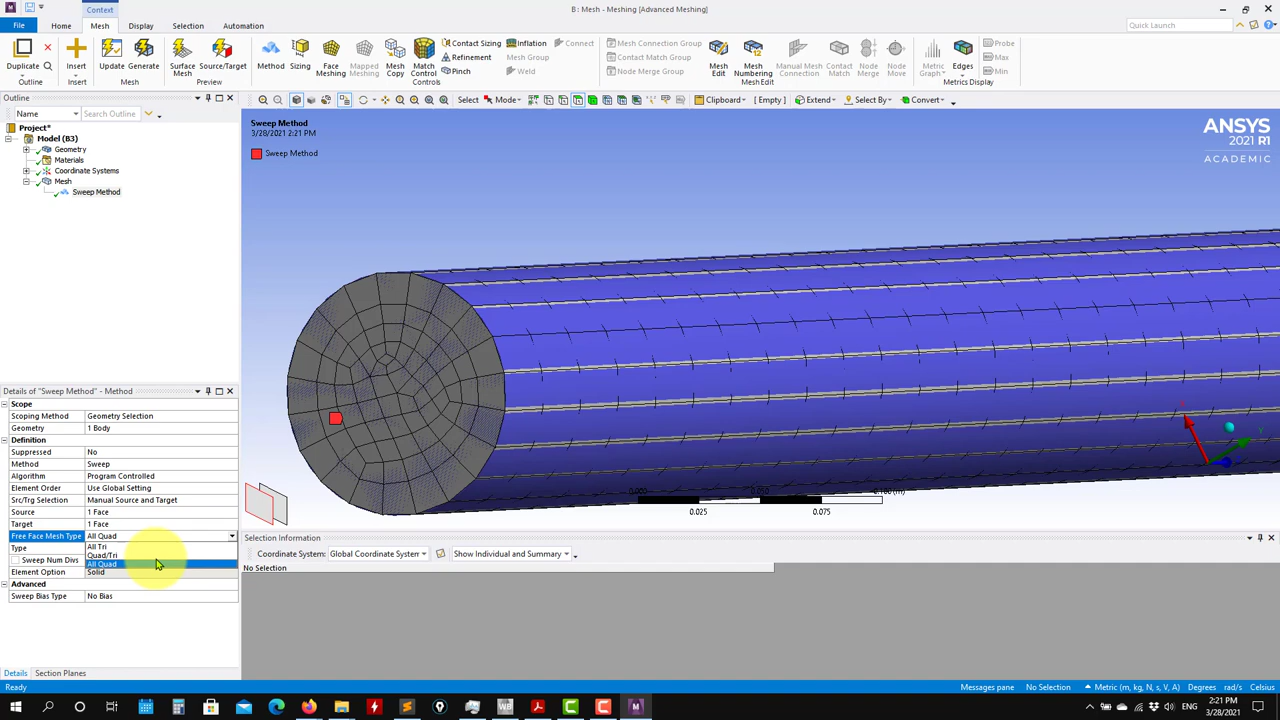 Context
B : Mesh - Meshing [Advanced Meshing]
File Home Mesh Display Selection Automation
Quick Launch
Duplicate
Outline
Insert
Insert
Update Generate
Mesh
Surface Mesh
Source/Target
Preview
Method Sizing Face Meshing Mapped Meshing Mesh Copy Match Control
Contact Sizing
Refinement
Pinch
Inflation
Mesh Group
Weld
Connect
Controls
Mesh Connection Group
Contact Match Group
Node Merge Group
Mesh Edit Mesh Numbering Manual Mesh Connection Contact Match Node Merge Node Move
Mesh Edit
Metric Graph Edges
Probe
Max
Min
Metrics Display
Outline
Select Mode Clipboard [ Empty ] Extend Select By Convert
Name Search Outline
Project*
Model (B3)
Geometry
Materials
Coordinate Systems
Mesh
Sweep Method
Sweep Method
3/28/2021 2:21 PM
Sweep Method
ANSYS
2021 R1
ACADEMIC
0.000
0.100 (m)
0.025
0.075
Details of "Sweep Method" - Method
Scope
Scoping Method Geometry Selection
Geometry 1 Body
Definition
Suppressed No
Method Sweep
Algorithm Program Controlled
Element Order Use Global Setting
Src/Trg Selection Manual Source and Target
Source 1 Face
Target 1 Face
Free Face Mesh Type All Quad
Type All Tri
Quad/Tri
Sweep Num Divs All Quad
Element Option Solid
Advanced
Sweep Bias Type No Bias
Selection Information
Coordinate System: Global Coordinate System Show Individual and Summary
No Selection
Details Section Planes
Ready
Messages pane No Selection Metric (m, kg, N, s, V, A) Degrees rad/s Celsius
2:21 PM
3/28/2021